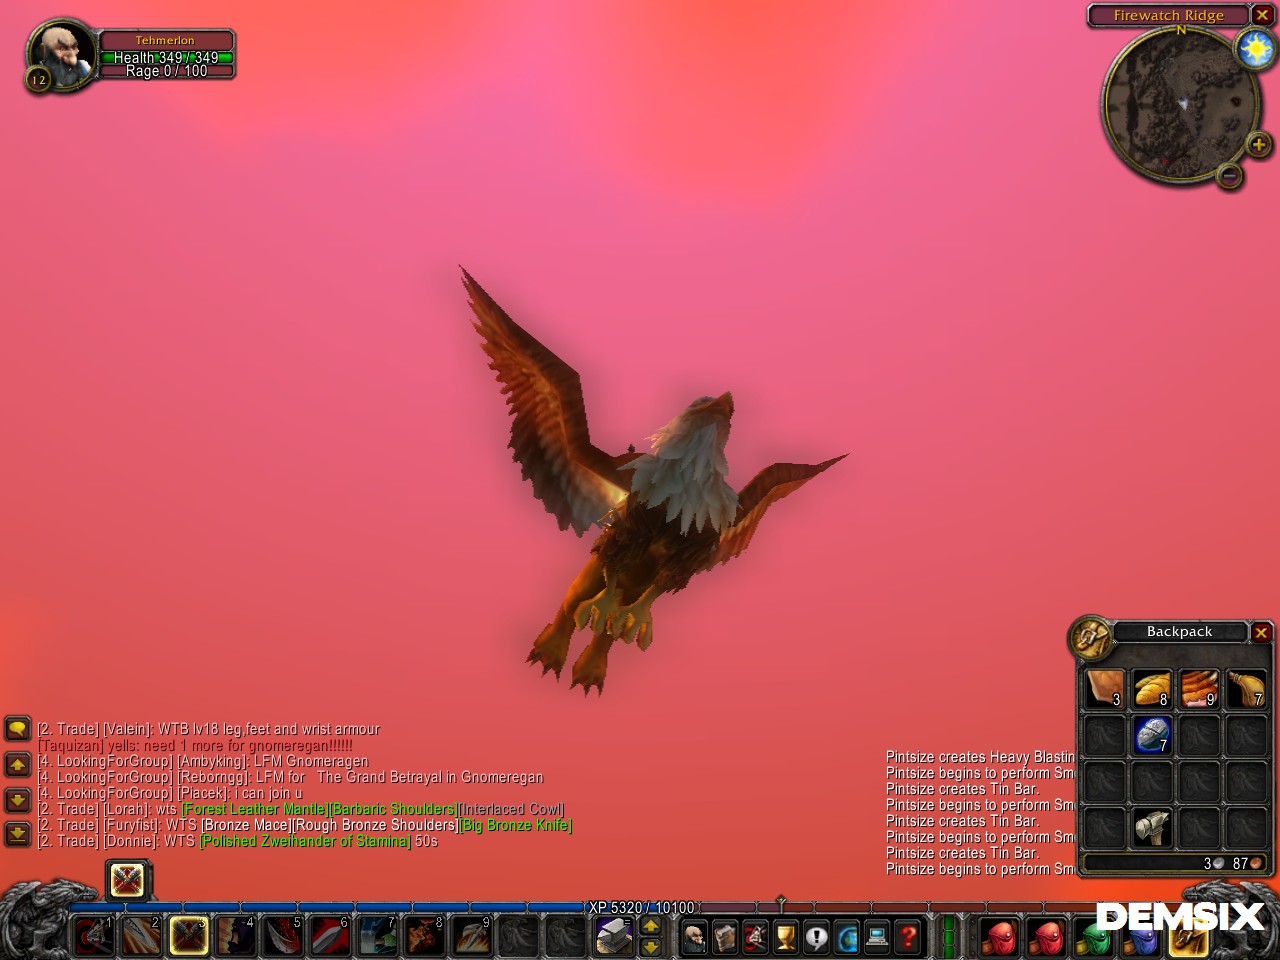 Tehmerlon
Health 349 / 349
Rage 0 / 100
12
Firewatch Ridge
N
Backpack
3 8 9 7
7
3 87
[2. Trade] [Valein]: WTB lv18 leg,feet and wrist armour
[Taquizan] yells: need 1 more for gnomeregan!!!!!!
[4. LookingForGroup] [Ambyking]: LFM Gnomeragen
[4. LookingForGroup] [Reborngg]: LFM for The Grand Betrayal in Gnomeregan
[4. LookingForGroup] [Piacek]: i can join u
[2. Trade] [Lorah]: wts [Forest Leather Mantle][Barbaric Shoulders][Interlaced Cowl]
[2. Trade] [Furyfist]: WTS [Bronze Mace][Rough Bronze Shoulders][Big Bronze Knife]
[2. Trade] [Donnie]: WTS [Polished Zweihander of Stamina] 50s
Pintsize creates Heavy Blastin
Pintsize begins to perform Sm
Pintsize creates Tin Bar.
Pintsize begins to perform Sm
Pintsize creates Tin Bar.
Pintsize begins to perform Sm
Pintsize creates Tin Bar.
Pintsize begins to perform Sm
XP 5320 / 10100
1 2 3 4 5 6 7 8 9 =
DEMSIX